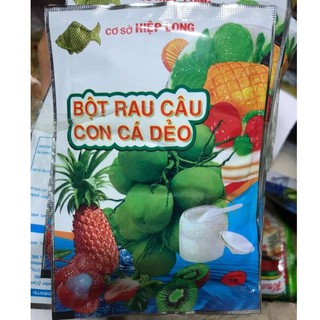 CƠ SỞ HIỆP LONG
BỘT RAU CÂU
CON CÁ DẺO